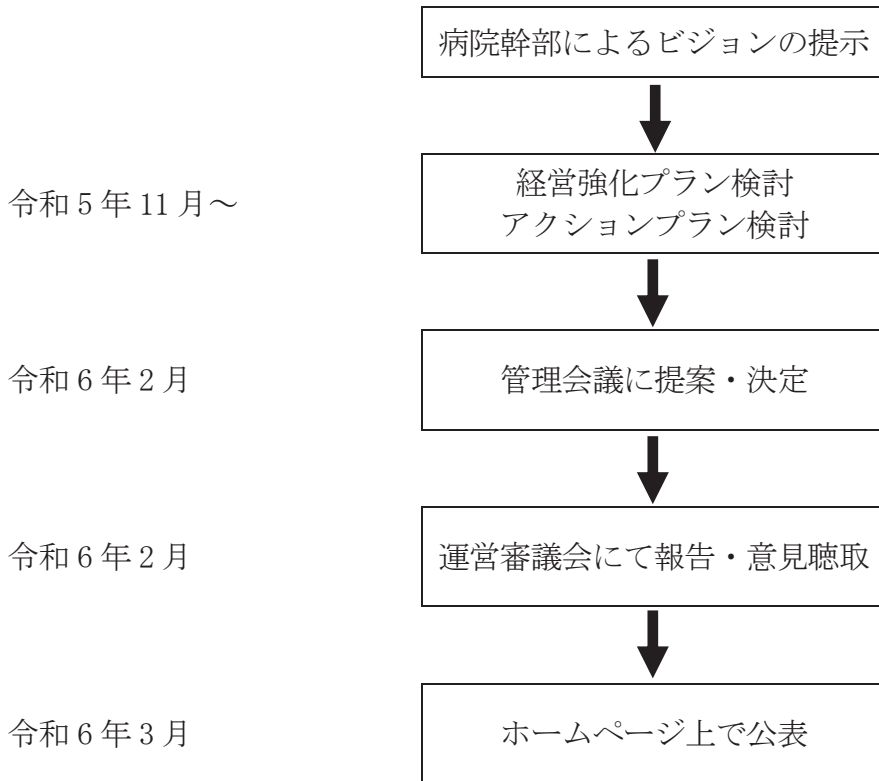 病院幹部によるビジョンの提示
令和5年11月～
経営強化プラン検討
アクションプラン検討
令和6年2月
管理会議に提案・決定
令和6年2月
運営審議会にて報告・意見聴取
令和6年3月
ホームページ上で公表